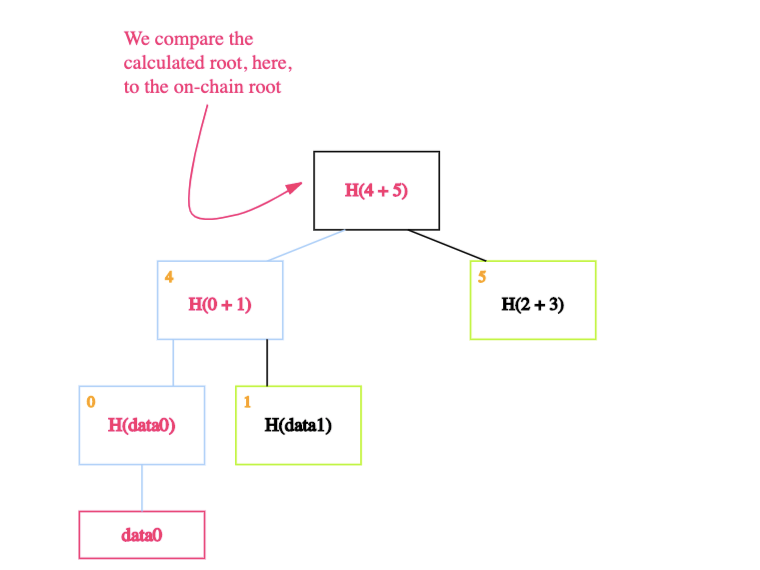 We compare the
calculated root, here,
to the on-chain root
H(4 + 5)
4
H(0 + 1)
5
H(2 + 3)
0
H(data0)
1
H(data1)
data0